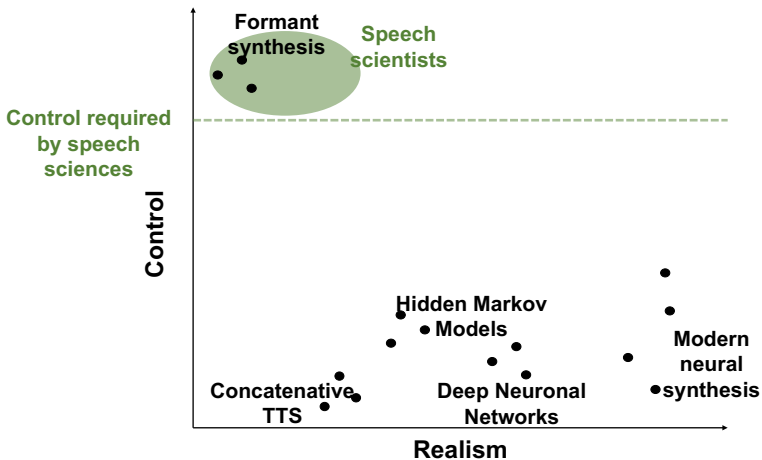 Formant
synthesis
Speech
scientists
Control required
by speech
sciences
Control
Hidden Markov
Models
Modern
neural
synthesis
Concatenative
TTS
Deep Neuronal
Networks
Realism